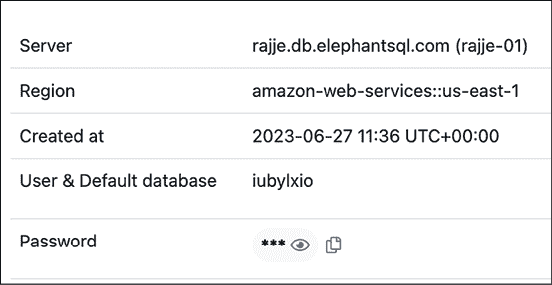 Server rajje.db.elephantsql.com (rajje-01)
Region amazon-web-services::us-east-1
Created at 2023-06-27 11:36 UTC+00:00
User & Default database iubylxio
Password ***